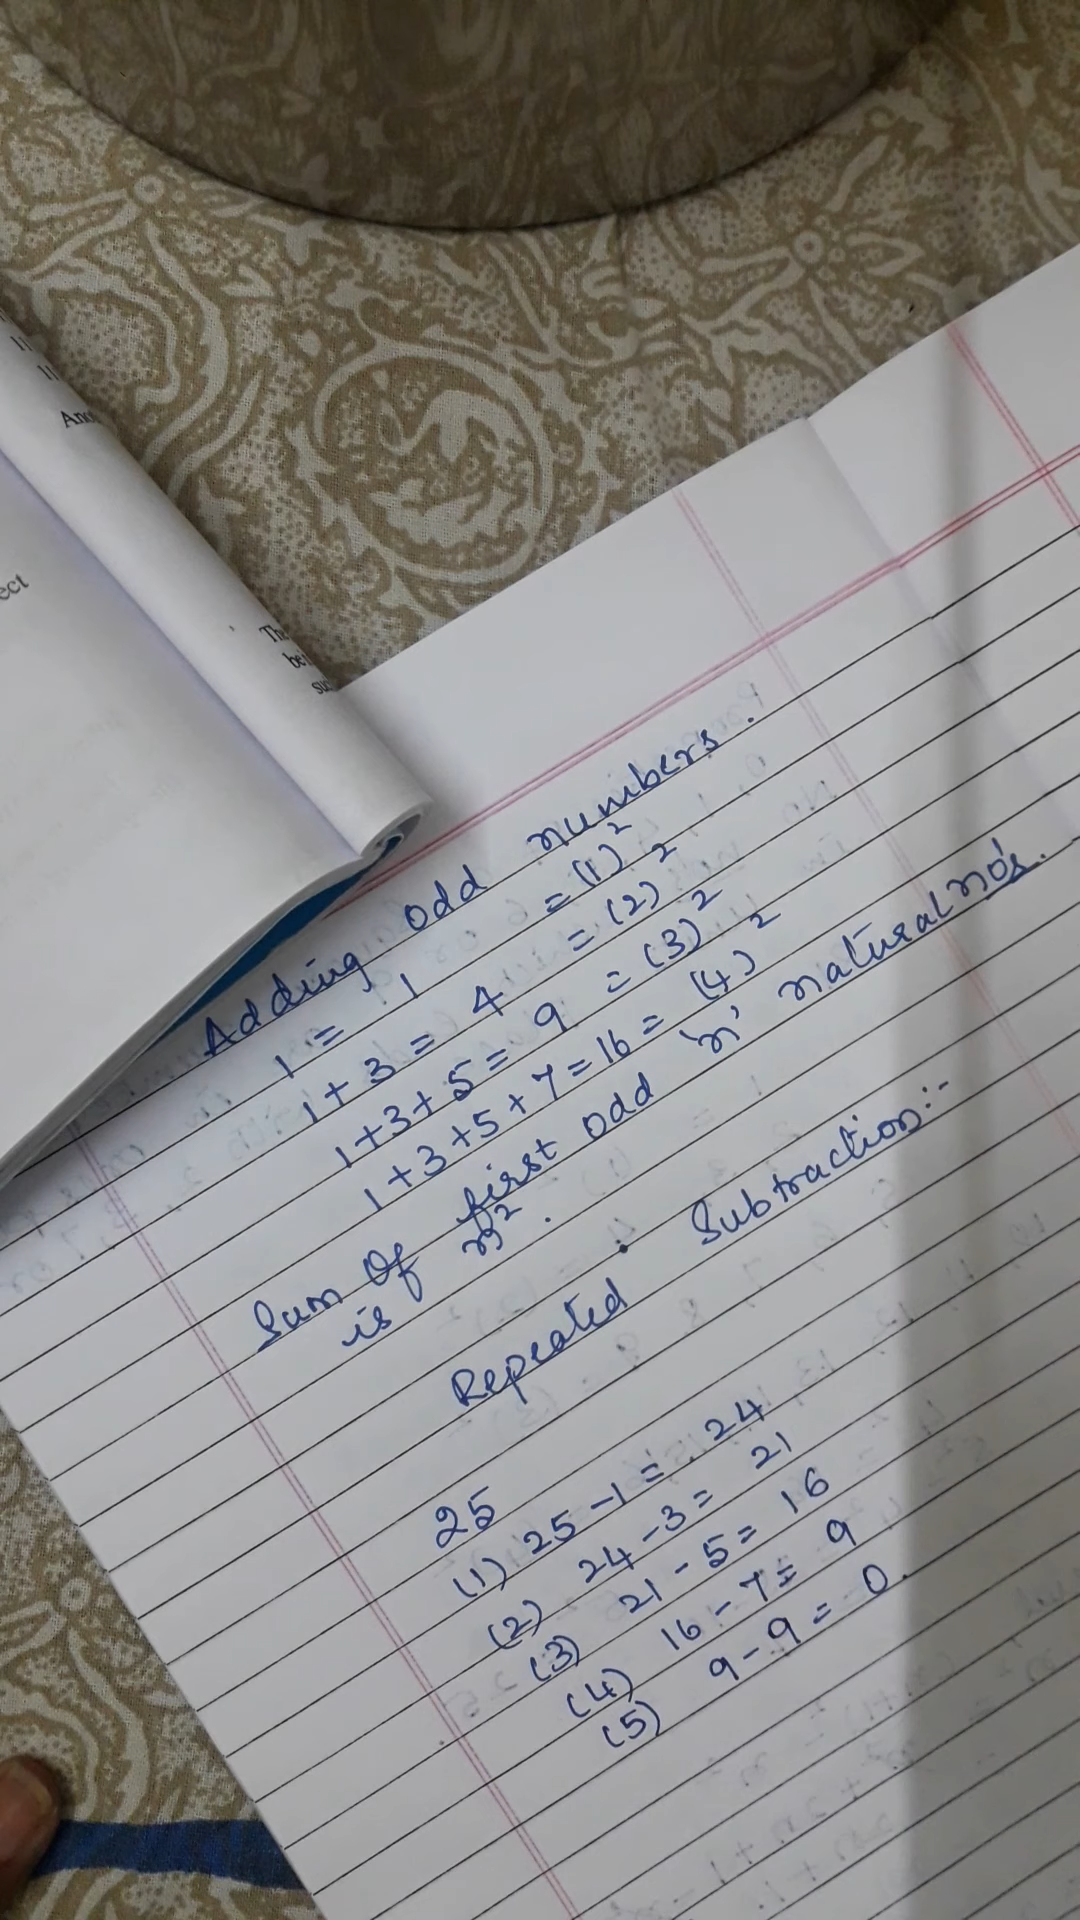 ect
Adding odd numbers.
1 = 1 = (1)²
1 + 3 = 4 = (2)²
1+3+5 = 9 = (3)²
1+3+5+7=16 = (4)²
Sum Of first odd 'n' natural no's.
is n².
Repeated Subtraction:-
25
(1) 25 -1 = 24
(2) 24 -3 = 21
(3) 21 - 5 = 16
(4) 16 - 7 = 9
(5) 9 - 9 = 0.